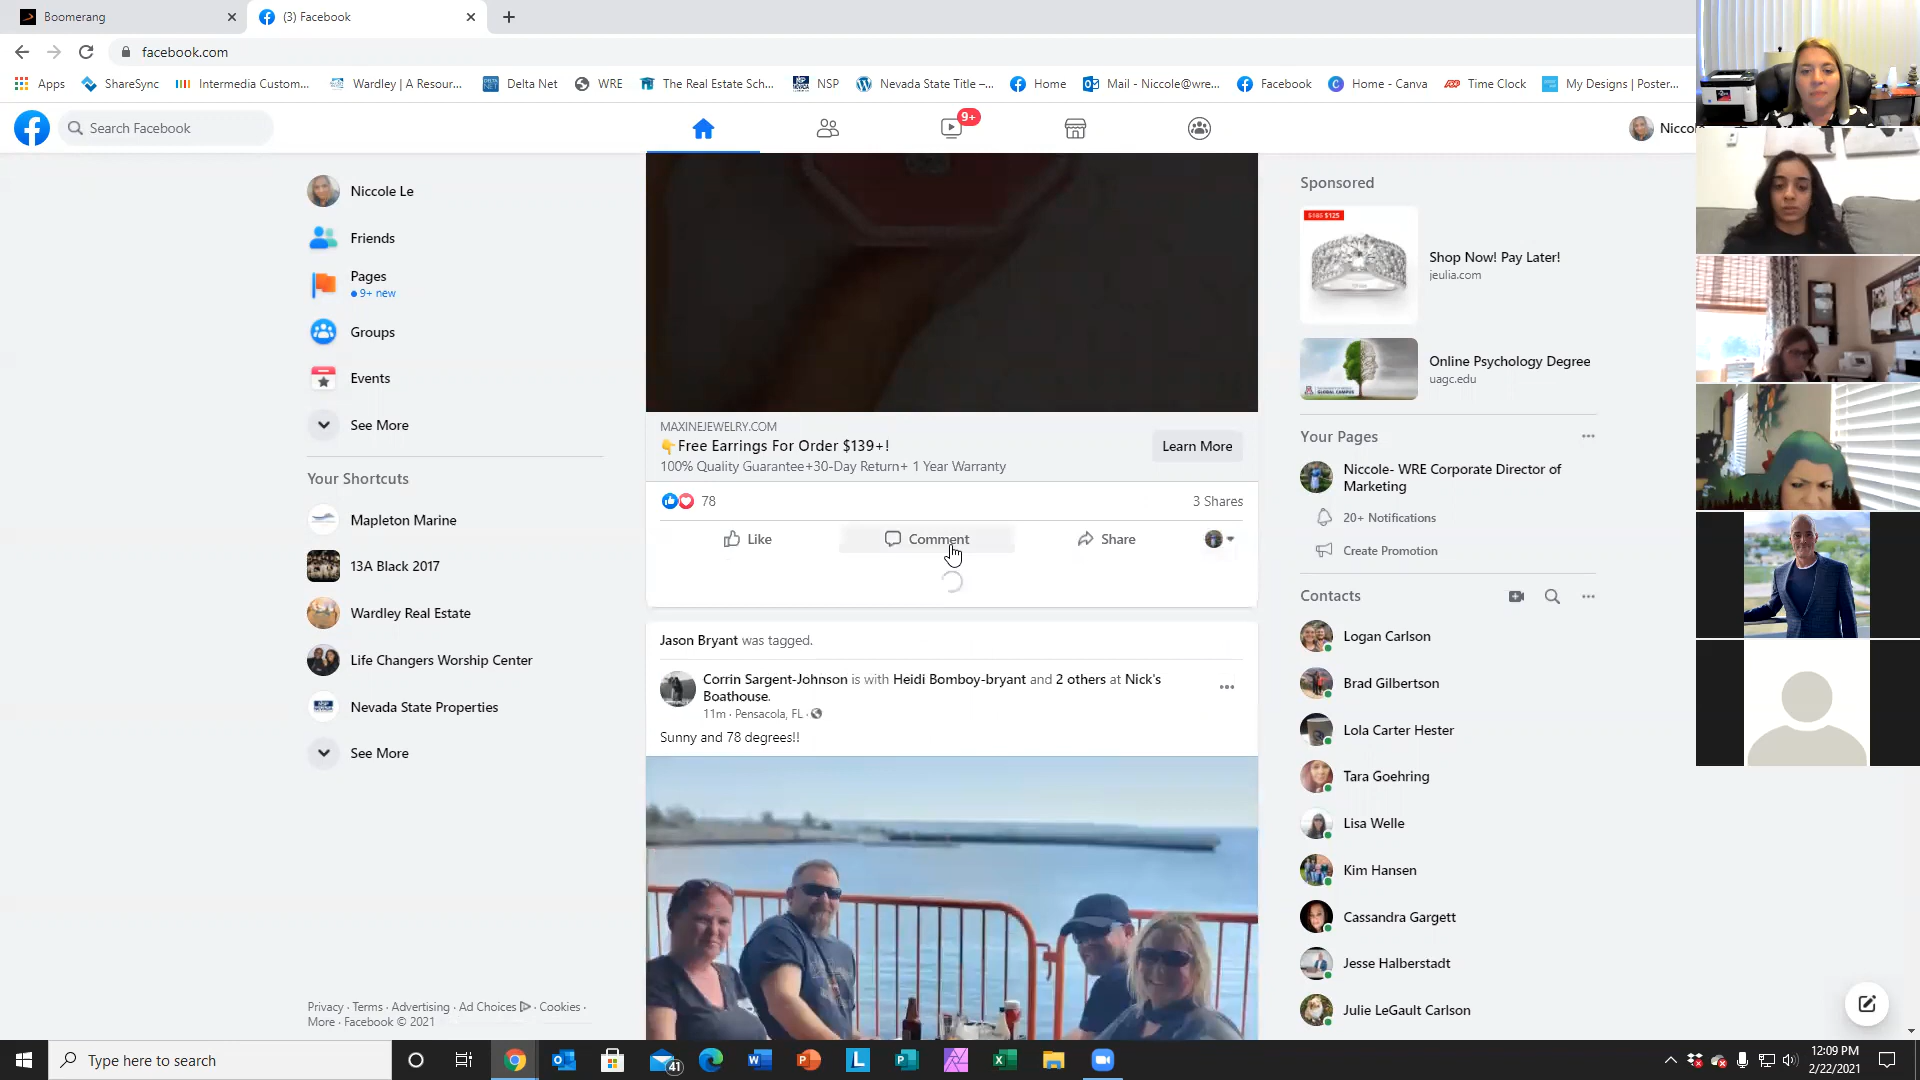 Boomerang
(3) Facebook
facebook.com
Apps
ShareSync
Intermedia Custom...
Wardley | A Resour...
Delta Net
WRE
The Real Estate Sch...
NSP
Nevada State Title –...
Home
Mail - Niccole@wre...
Facebook
Home - Canva
Time Clock
My Designs | Poster...
Search Facebook
9+
Niccole Le
Friends
Pages
9+ new
Groups
Events
See More
Your Shortcuts
Mapleton Marine
13A Black 2017
Wardley Real Estate
Life Changers Worship Center
Nevada State Properties
See More
Privacy · Terms · Advertising · Ad Choices · Cookies ·
More · Facebook © 2021
MAXINEJEWELRY.COM
👇Free Earrings For Order $139+!
100% Quality Guarantee+30-Day Return+ 1 Year Warranty
Learn More
78
3 Shares
Like
Comment
Share
Jason Bryant was tagged.
Corrin Sargent-Johnson is with Heidi Bomboy-bryant and 2 others at Nick's
Boathouse.
11m · Pensacola, FL ·
Sunny and 78 degrees!!
Sponsored
$125
Shop Now! Pay Later!
jeulia.com
Online Psychology Degree
uagc.edu
Your Pages
Niccole- WRE Corporate Director of
Marketing
20+ Notifications
Create Promotion
Contacts
Logan Carlson
Brad Gilbertson
Lola Carter Hester
Tara Goehring
Lisa Welle
Kim Hansen
Cassandra Gargett
Jesse Halberstadt
Julie LeGault Carlson
Type here to search
41
12:09 PM
2/22/2021